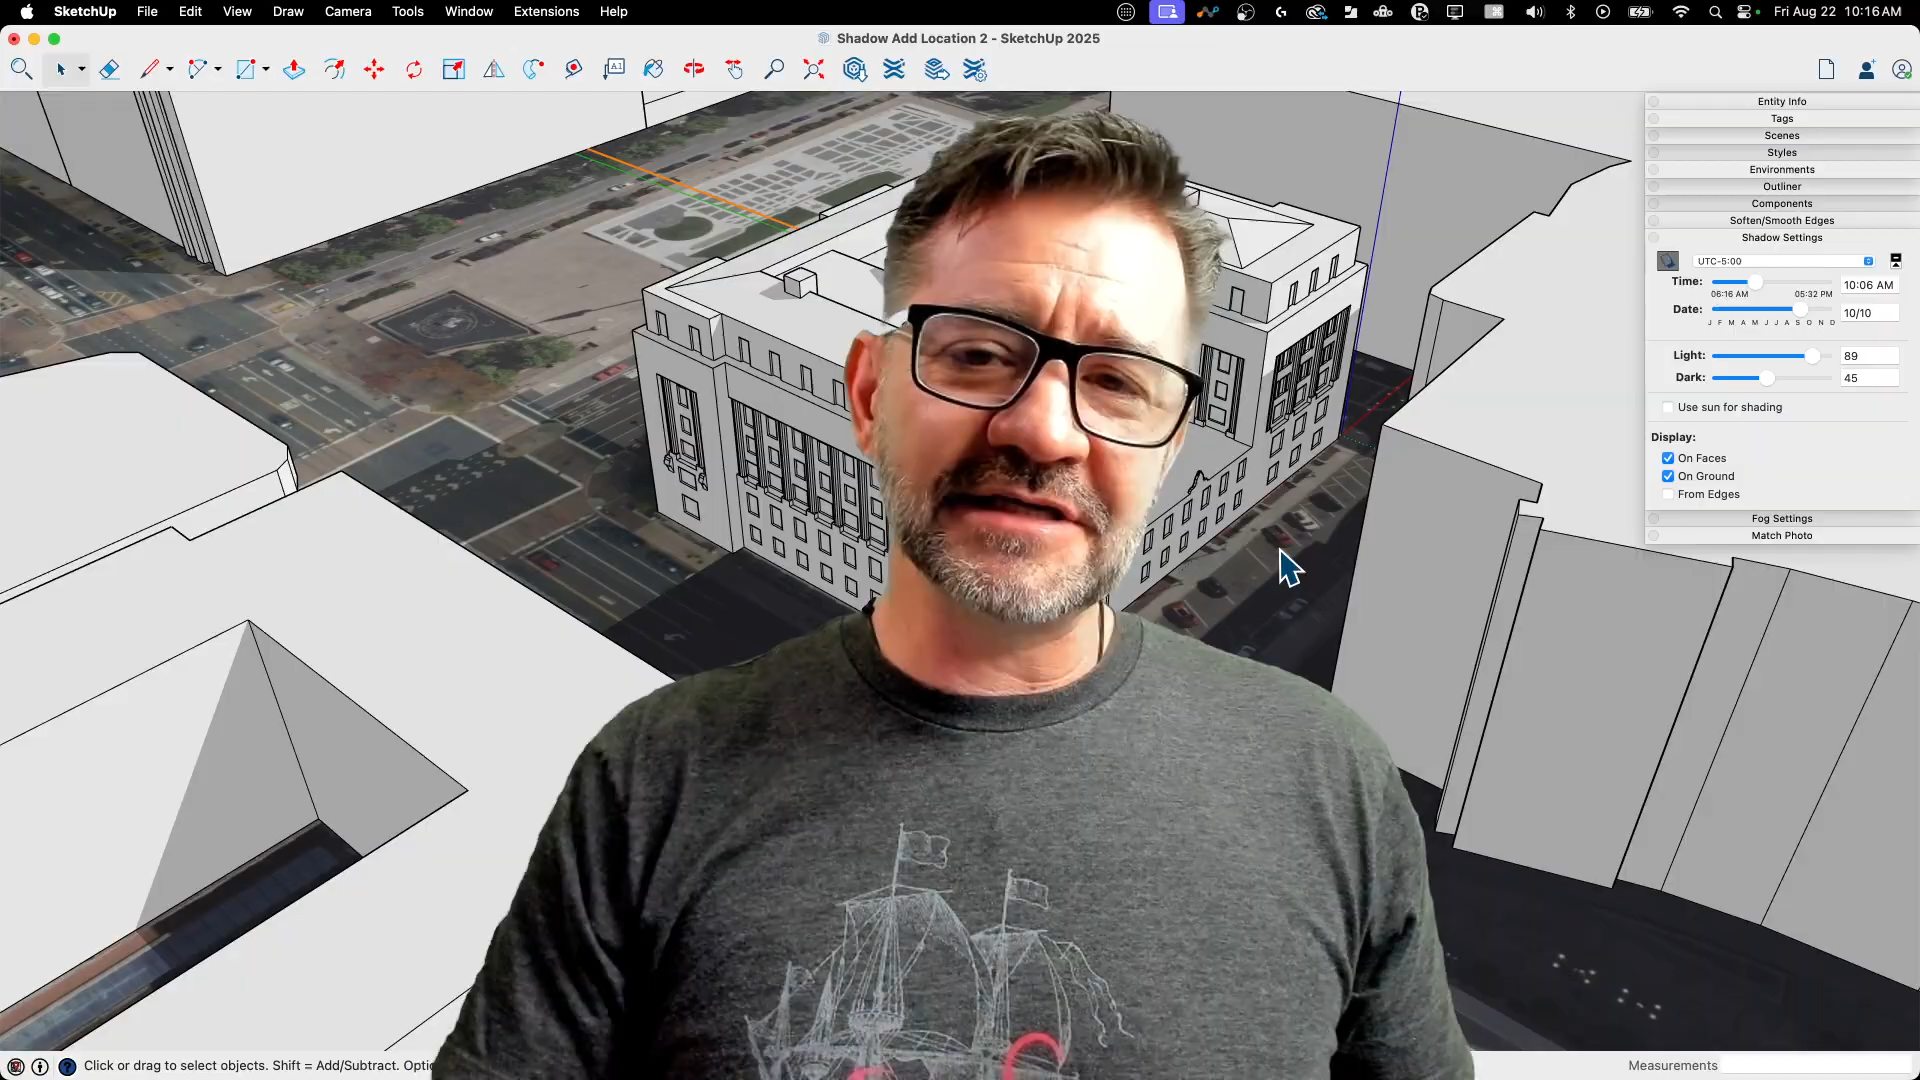 SketchUp File Edit View Draw Camera Tools Window Extensions Help
Fri Aug 22 10:16 AM
Shadow Add Location 2 - SketchUp 2025
A1
Entity Info
Tags
Scenes
Styles
Environments
Outliner
Components
Soften/Smooth Edges
Shadow Settings
UTC-5:00
Time: 10:06 AM
06:16 AM 05:32 PM
Date: 10/10
J F M A M J J A S O N D
Light: 89
Dark: 45
Use sun for shading
Display:
On Faces
On Ground
From Edges
Fog Settings
Match Photo
Click or drag to select objects. Shift = Add/Subtract.
Measurements